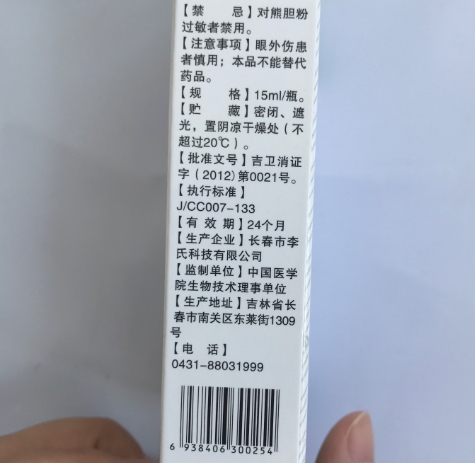 【禁 忌】对熊胆粉
过敏者禁用。
【注意事项】眼外伤患
者慎用；本品不能替代
药品。
【规 格】15ml/瓶。
【贮 藏】密闭、遮
光，置阴凉干燥处（不
超过20℃）。
【批准文号】吉卫消证
字（2012）第0021号。
【执行标准】
J/CC007-133
【有 效 期】24个月
【生产企业】长春市李
氏科技有限公司
【监制单位】中国医学
院生物技术理事单位
【生产地址】吉林省长
春市南关区东莱街1309
号
【电 话】
0431-88031999
6 938406 300254